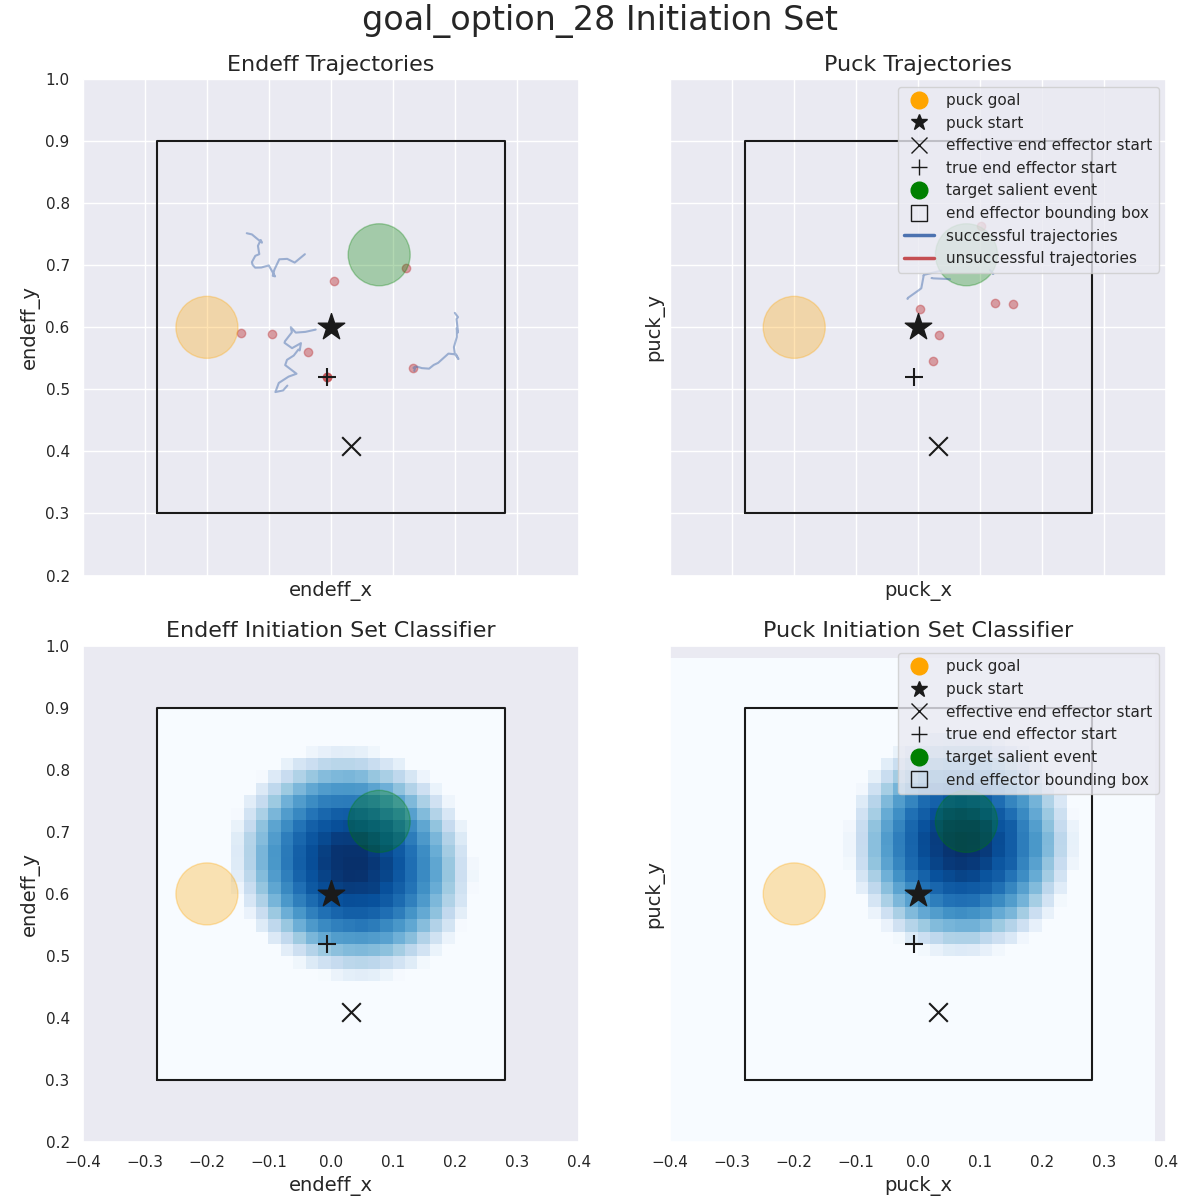 goal_option_28 Initiation Set
Endeff Trajectories
1.0
0.9
0.8
0.7
0.6
0.5
0.4
0.3
0.2
endeff_y
endeff_x
Puck Trajectories
puck goal
puck start
effective end effector start
true end effector start
target salient event
end effector bounding box
successful trajectories
unsuccessful trajectories
puck_y
puck_x
Endeff Initiation Set Classifier
1.0
0.9
0.8
0.7
0.6
0.5
0.4
0.3
0.2
endeff_y
−0.4 −0.3 −0.2 −0.1 0.0 0.1 0.2 0.3 0.4
endeff_x
Puck Initiation Set Classifier
puck goal
puck start
effective end effector start
true end effector start
target salient event
end effector bounding box
puck_y
−0.4 −0.3 −0.2 −0.1 0.0 0.1 0.2 0.3 0.4
puck_x